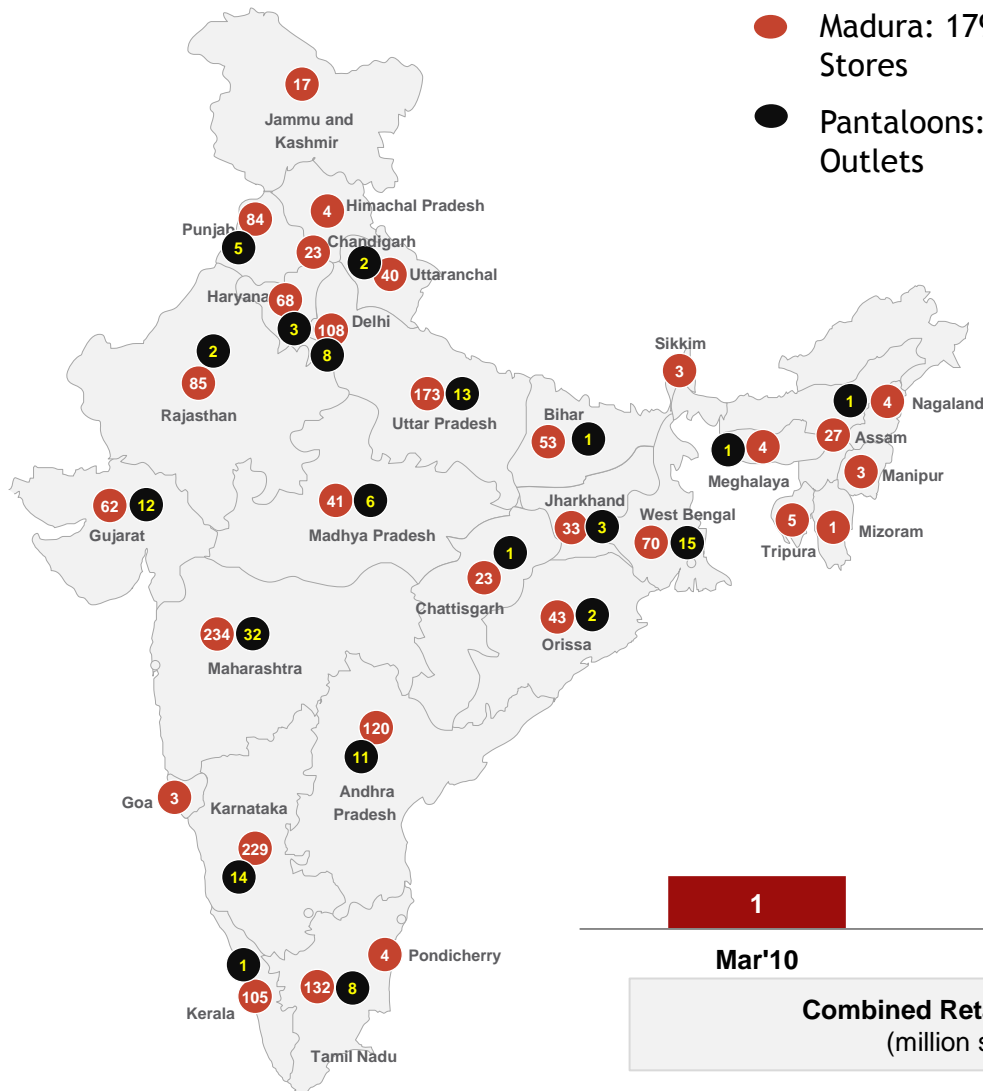 Madura: 17
Stores
Pantaloons:
Outlets
17
Jammu and
Kashmir
4
Himachal Pradesh
84
Punjab
5
Chandigarh
23
2
40
Uttaranchal
Haryana
68
3
108
Delhi
8
2
85
Rajasthan
173
13
Uttar Pradesh
Sikkim
3
Bihar
53
1
1
4
Nagaland
27
Assam
1
4
Meghalaya
3
Manipur
5
Tripura
1
Mizoram
62
12
Gujarat
41
6
Madhya Pradesh
Jharkhand
33
3
West Bengal
70
15
1
23
Chattisgarh
43
2
Orissa
234
32
Maharashtra
120
11
Andhra
Pradesh
Goa
3
Karnataka
229
14
1
105
Kerala
4
Pondicherry
132
8
Tamil Nadu
1
Mar'10
Combined
(million